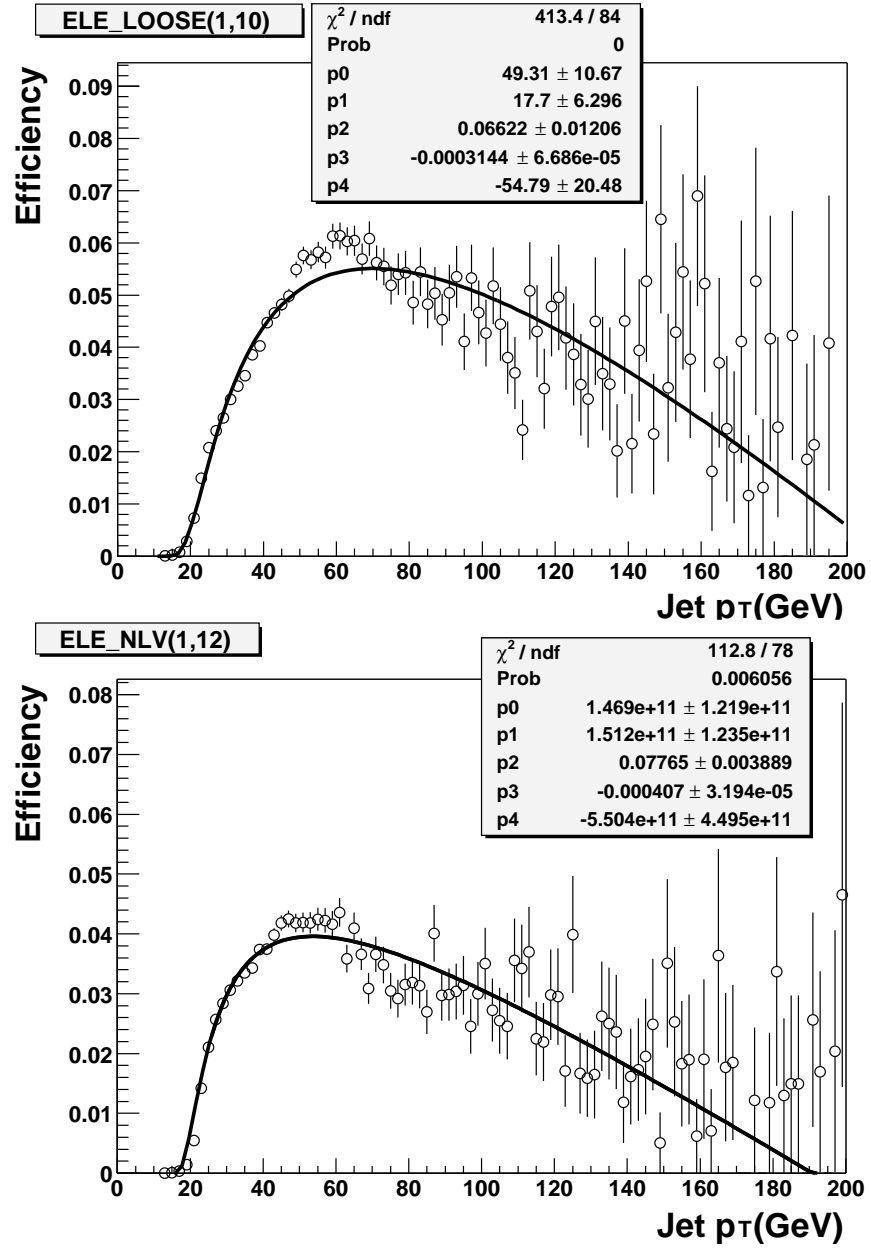 ELE_LOOSE(1,10)
χ² / ndf 413.4 / 84
Prob 0
p0 49.31 ± 10.67
p1 17.7 ± 6.296
p2 0.06622 ± 0.01206
p3 -0.0003144 ± 6.686e-05
p4 -54.79 ± 20.48
Efficiency
0.09
0.08
0.07
0.06
0.05
0.04
0.03
0.02
0.01
0
0 20 40 60 80 100 120 140 160 180 200
Jet pT(GeV)
ELE_NLV(1,12)
χ² / ndf 112.8 / 78
Prob 0.006056
p0 1.469e+11 ± 1.219e+11
p1 1.512e+11 ± 1.235e+11
p2 0.07765 ± 0.003889
p3 -0.000407 ± 3.194e-05
p4 -5.504e+11 ± 4.495e+11
Efficiency
0.08
0.07
0.06
0.05
0.04
0.03
0.02
0.01
0
0 20 40 60 80 100 120 140 160 180 200
Jet pT(GeV)